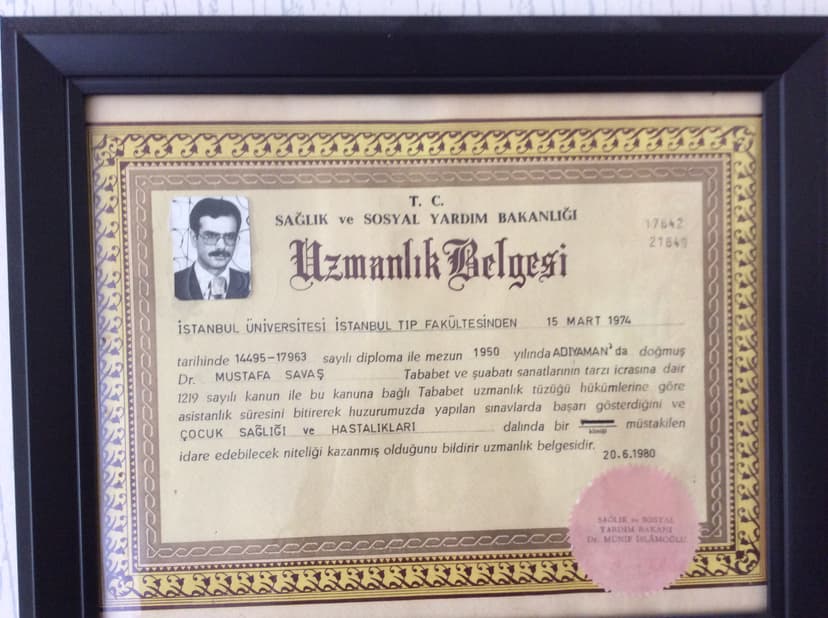 T. C.
SAĞLIK ve SOSYAL YARDIM BAKANLIĞI
17642
21649
Uzmanlık Belgesi
İSTANBUL ÜNİVERSİTESİ İSTANBUL TIP FAKÜLTESİNDEN 15 MART 1974
tarihinde 14495-17963 sayılı diploma ile mezun 1950 yılında ADIYAMAN'da doğmuş
Dr. MUSTAFA SAVAŞ Tababet ve şuabatı sanatlarının tarzı icrasına dair
1219 sayılı kanun ile bu kanuna bağlı Tababet uzmanlık tüzüğü hükümlerine göre
asistanlık süresini bitirerek huzurumuzda yapılan sınavlarda başarı gösterdiğini ve
ÇOCUK SAĞLIĞI ve HASTALIKLARI dalında bir kliniği müstakilen
idare edebilecek niteliği kazanmış olduğunu bildirir uzmanlık belgesidir. 20.6.1980
SAĞLIK ve SOSYAL
YARDIM BAKANI
Dr. MÜNİF İSLÂMOĞLU